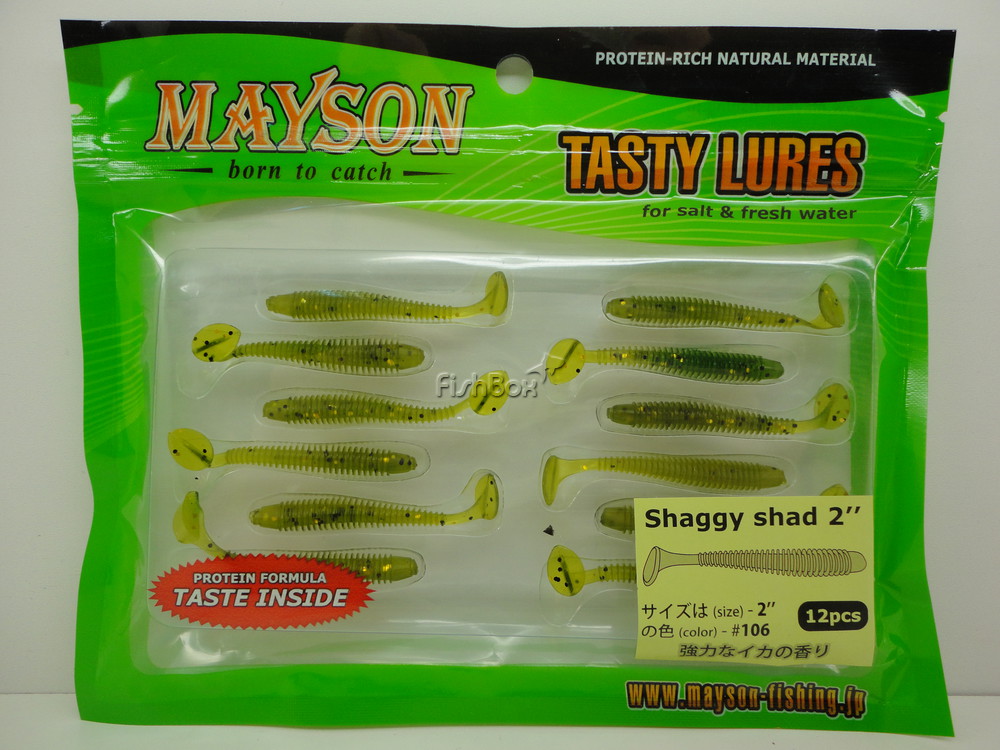 PROTEIN-RICH NATURAL MATERIAL
MAYSON
born to catch
TASTY LURES
for salt & fresh water
FishBox
Shaggy shad 2''
サイズは (size) - 2''
の色 (color) - #106
12pcs
強力なイカの香り
PROTEIN FORMULA
TASTE INSIDE
www.mayson-fishing.jp